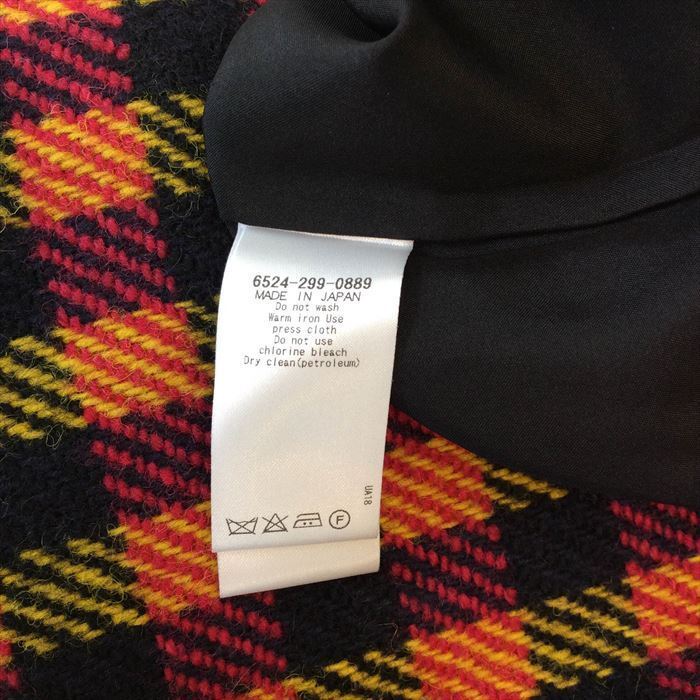 6524-299-0889
MADE IN JAPAN
Do not wash
Warm iron Use
press cloth
Do not use
chlorine bleach
Dry clean(petroleum)
UA18
F